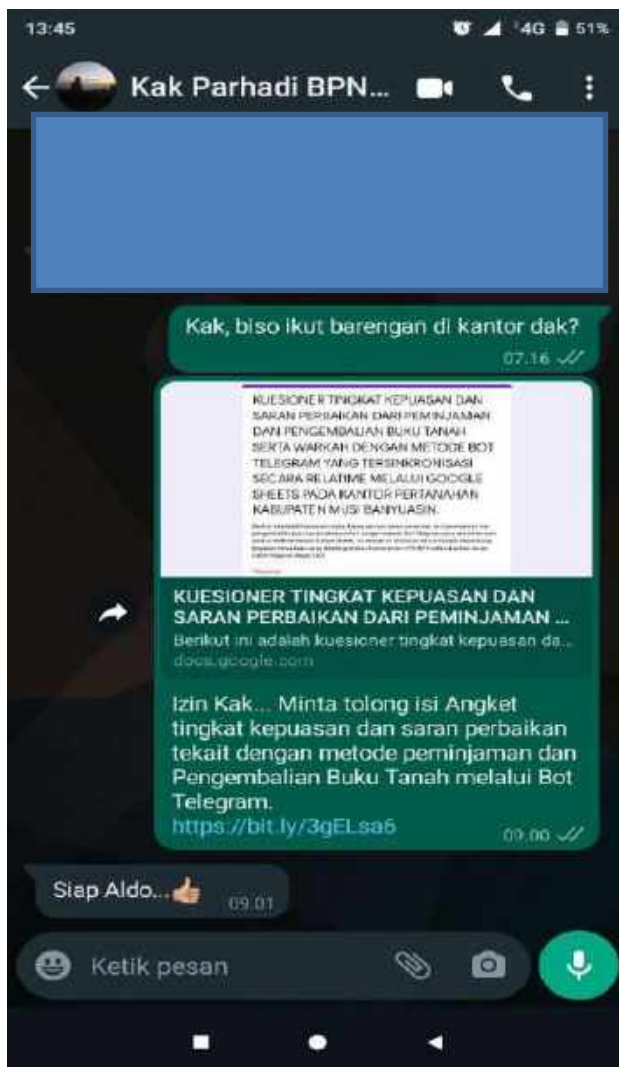 13:45
4G 51%
Kak Parhadi BPN...
Kak, biso ikut barengan di kantor dak?
07.16
KUESIONER TINGKAT KEPUASAN DAN
SARAN PERBAIKAN DARI PEMINJAMAN
DAN PENGEMBALIAN BUKU TANAH
SERTA WARKAH DENGAN METODE BOT
TELEGRAM YANG TERSINKRONISASI
SECARA RELATIME MELALUI GOOGLE
SHEETS PADA KANTOR PERTANAHAN
KABUPATEN MUSI BANYUASIN.
KUESIONER TINGKAT KEPUASAN DAN
SARAN PERBAIKAN DARI PEMINJAMAN ...
Berikut ini adalah kuesioner tingkat kepuasan da...
docs.google.com
Izin Kak... Minta tolong isi Angket
tingkat kepuasan dan saran perbaikan
tekait dengan metode peminjaman dan
Pengembalian Buku Tanah melalui Bot
Telegram.
https://bit.ly/3gELsa6
09.00
Siap Aldo...👍🏼
09.01
Ketik pesan